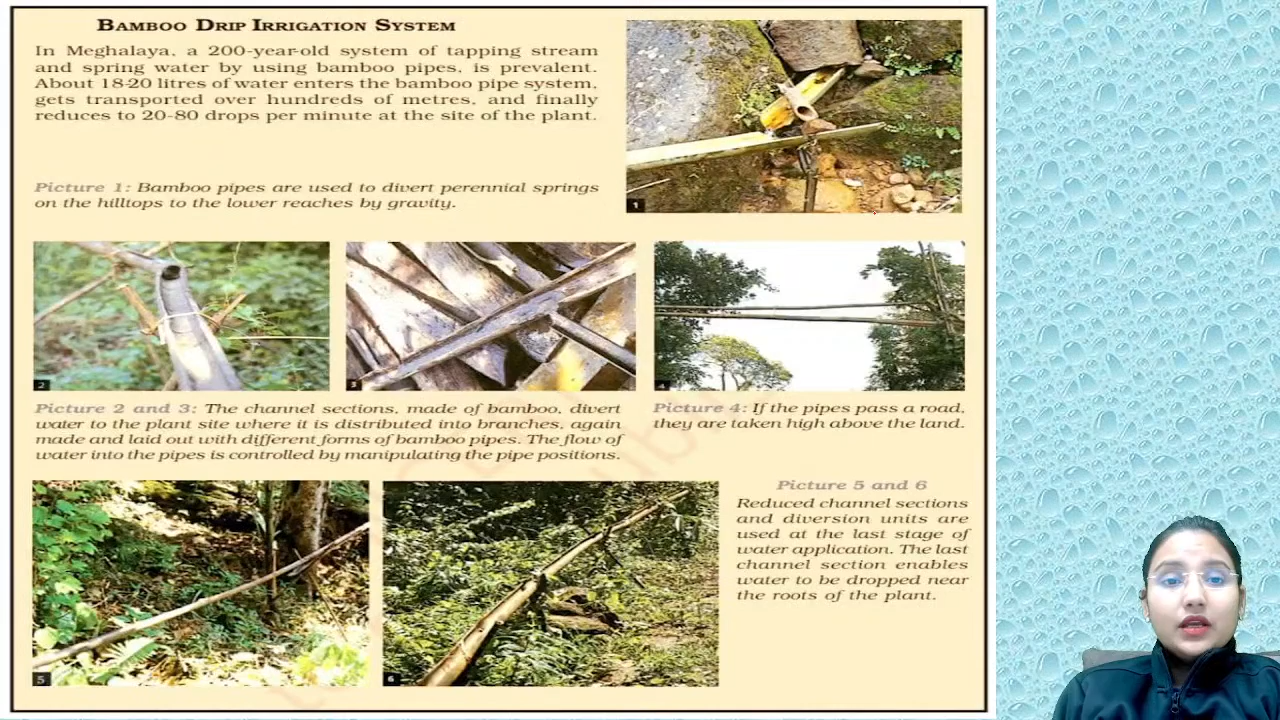 BAMBOO DRIP IRRIGATION SYSTEM
In Meghalaya, a 200-year-old system of tapping stream
and spring water by using bamboo pipes, is prevalent.
About 18-20 litres of water enters the bamboo pipe system,
gets transported over hundreds of metres, and finally
reduces to 20-80 drops per minute at the site of the plant.
Picture 1: Bamboo pipes are used to divert perennial springs
on the hilltops to the lower reaches by gravity.
1
2
3
4
Picture 2 and 3: The channel sections, made of bamboo, divert
water to the plant site where it is distributed into branches, again
made and laid out with different forms of bamboo pipes. The flow of
water into the pipes is controlled by manipulating the pipe positions.
Picture 4: If the pipes pass a road,
they are taken high above the land.
5
6
Picture 5 and 6
Reduced channel sections
and diversion units are
used at the last stage of
water application. The last
channel section enables
water to be dropped near
the roots of the plant.